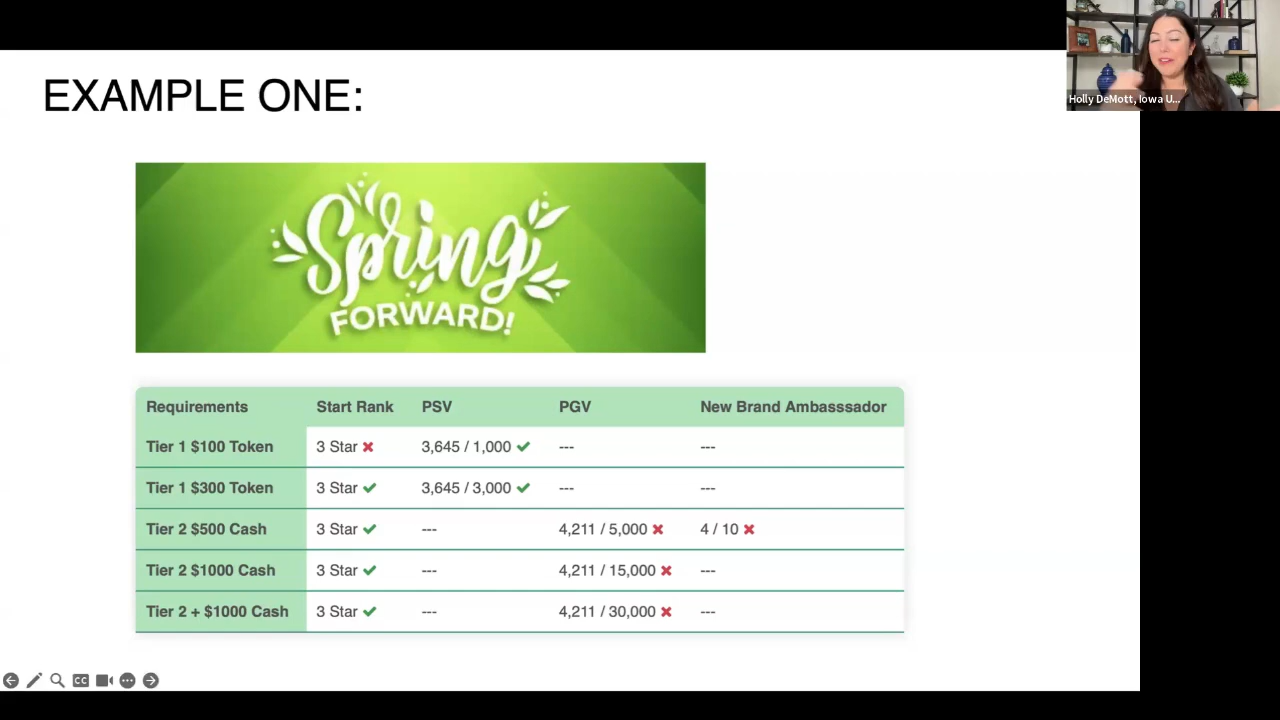 EXAMPLE ONE:
Holly DeMott, Iowa U...
Spring
FORWARD!
Requirements Start Rank PSV PGV New Brand Ambasssador
Tier 1 $100 Token 3 Star ✖ 3,645 / 1,000 ✔ --- ---
Tier 1 $300 Token 3 Star ✔ 3,645 / 3,000 ✔ --- ---
Tier 2 $500 Cash 3 Star ✔ --- 4,211 / 5,000 ✖ 4 / 10 ✖
Tier 2 $1000 Cash 3 Star ✔ --- 4,211 / 15,000 ✖ ---
Tier 2 + $1000 Cash 3 Star ✔ --- 4,211 / 30,000 ✖ ---
CC